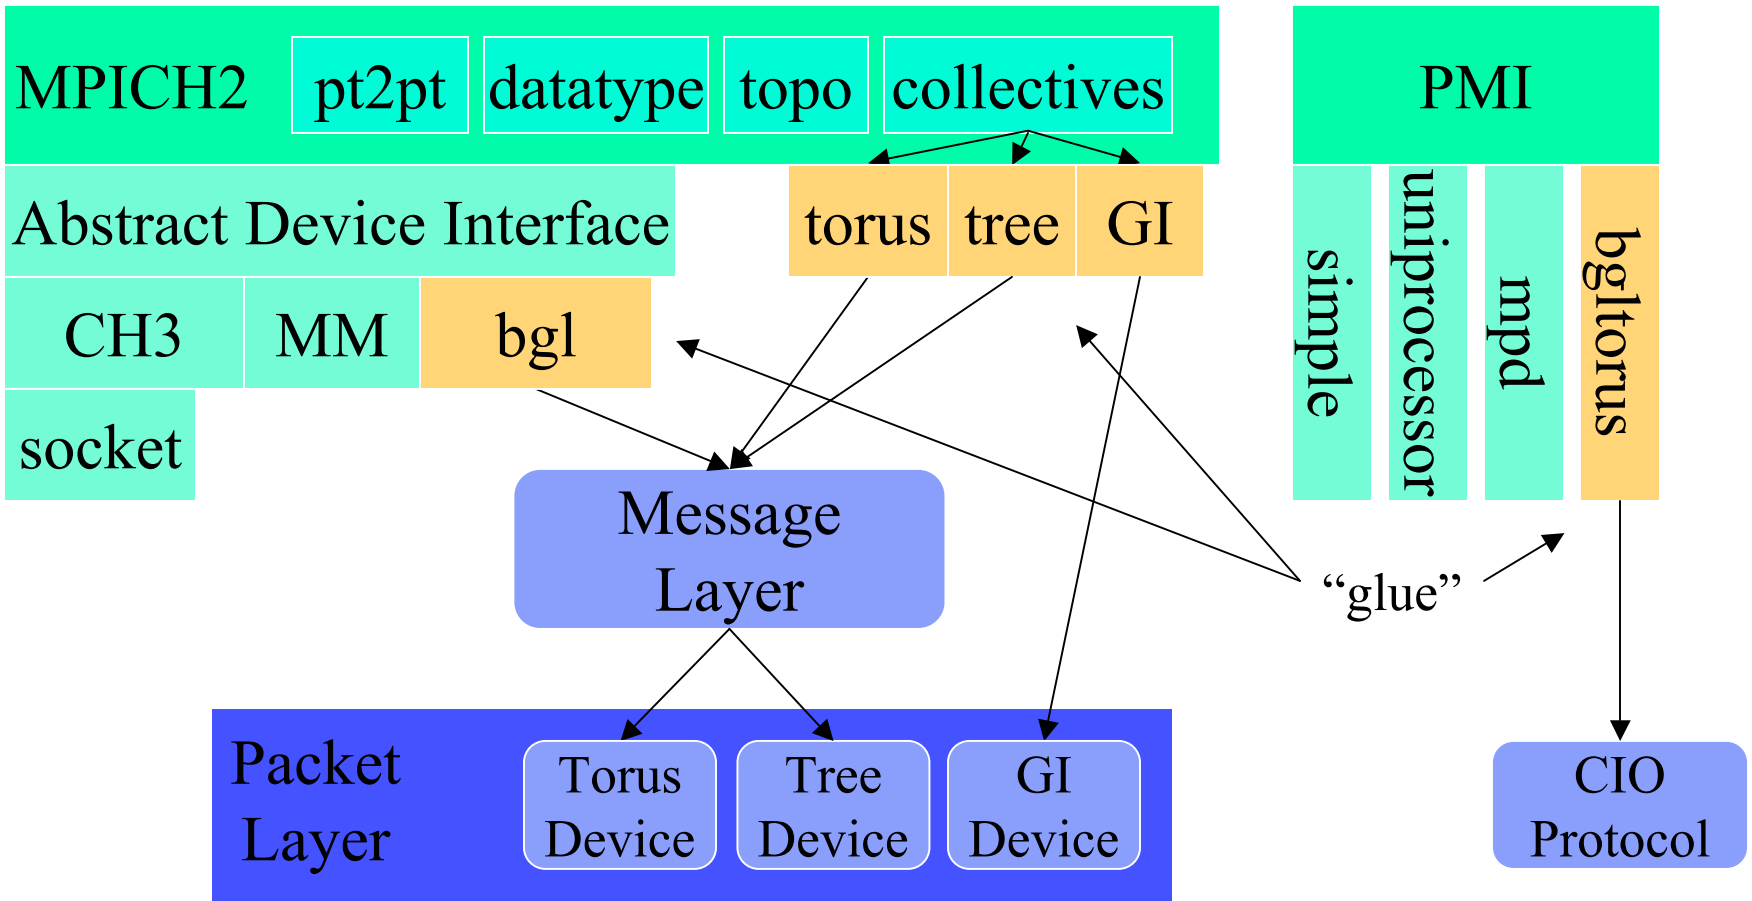 MPICH2 pt2pt datatype topo collectives PMI
Abstract Device Interface torus tree GI
simple uniprocessor mpd bgltorus
CH3 MM bgl
socket
Message
Layer
“glue”
Packet
Layer
Torus
Device
Tree
Device
GI
Device
CIO
Protocol